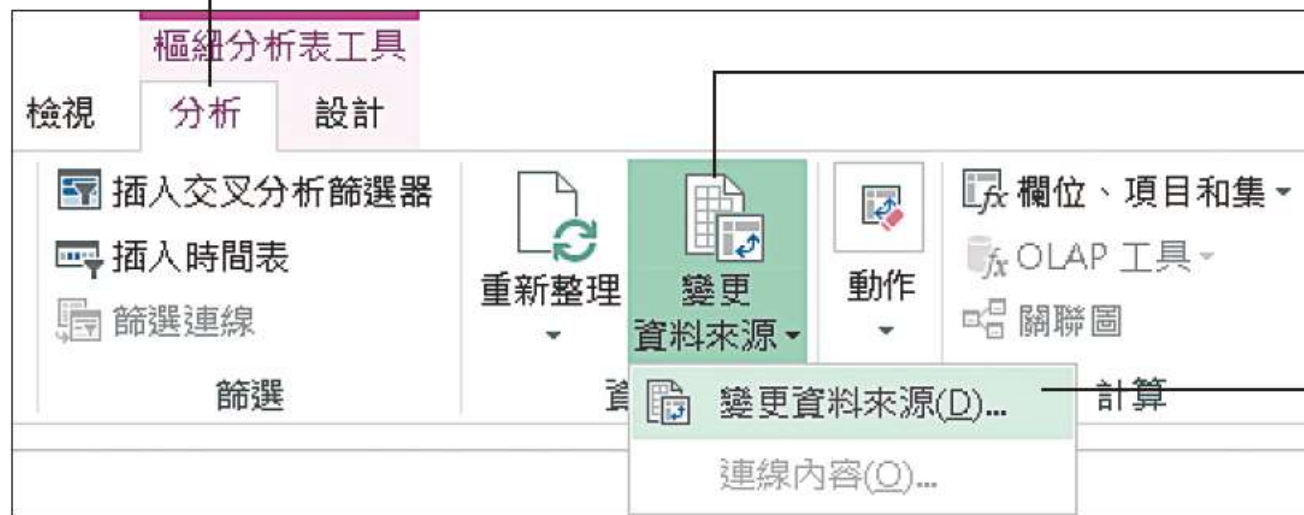 樞紐分析表工具
檢視 分析 設計
插入交叉分析篩選器
插入時間表
篩選連線
篩選
重新整理
變更
資料來源
動作
欄位、項目和集
OLAP 工具
關聯圖
資
計算
變更資料來源(D)...
連線內容(O)...